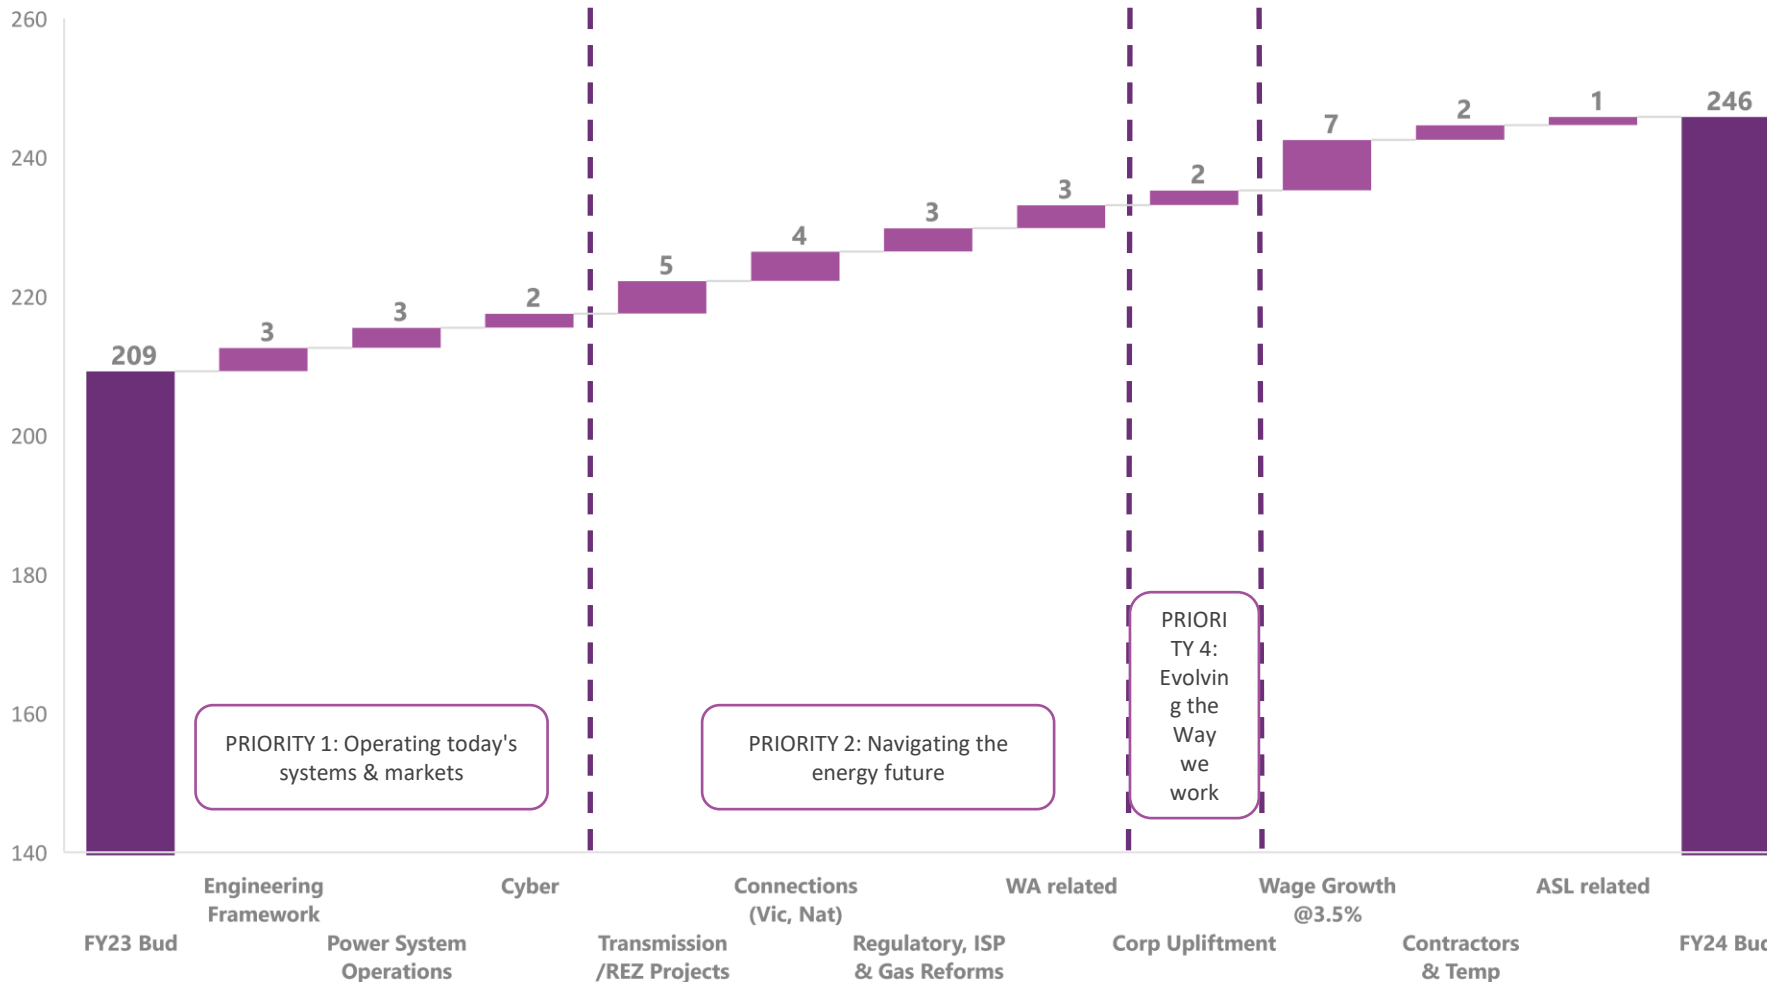 260
240
220
200
180
160
140
209
3
3
2
5
4
3
3
2
7
2
1
246
PRIORITY 1: Operating today's
systems & markets
PRIORITY 2: Navigating the
energy future
PRIORI
TY 4:
Evolvin
g the
Way
we
work
FY23 Bud
Engineering
Framework
Power System
Operations
Cyber
Transmission
/REZ Projects
Connections
(Vic, Nat)
Regulatory, ISP
& Gas Reforms
WA related
Corp Upliftment
Wage Growth
@3.5%
Contractors
& Temp
ASL related
FY24 Bud